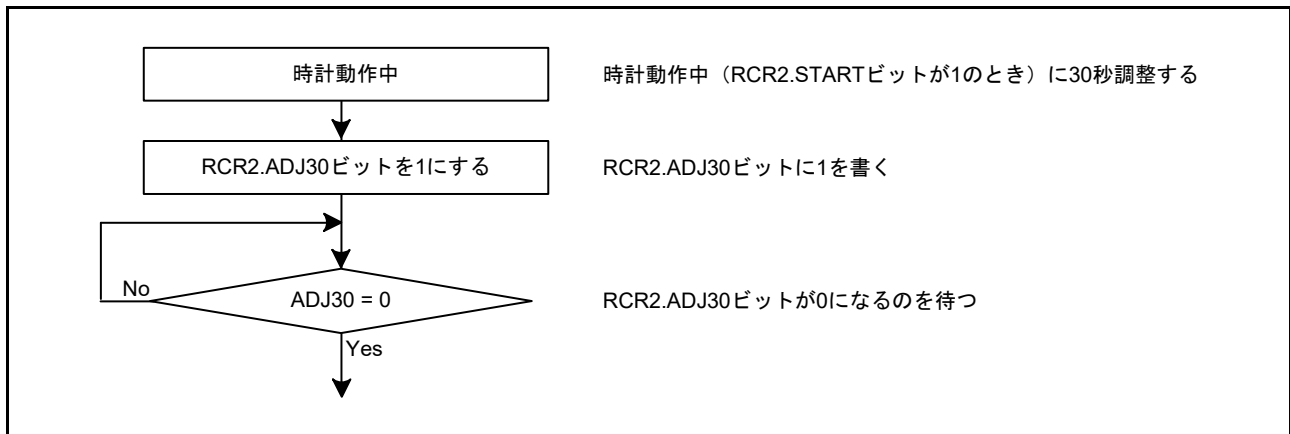 時計動作中
時計動作中（RCR2.STARTビットが1のとき）に30秒調整する
RCR2.ADJ30ビットを1にする
RCR2.ADJ30ビットに1を書く
No
ADJ30 = 0
RCR2.ADJ30ビットが0になるのを待つ
Yes